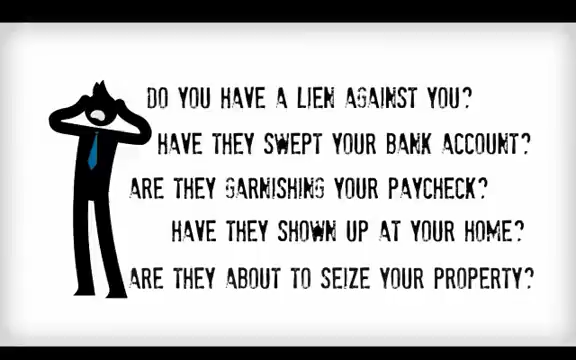 DO YOU HAVE A LIEN AGAINST YOU?
HAVE THEY SWEPT YOUR BANK ACCOUNT?
ARE THEY GARNISHING YOUR PAYCHECK?
HAVE THEY SHOWN UP AT YOUR HOME?
ARE THEY ABOUT TO SEIZE YOUR PROPERTY?